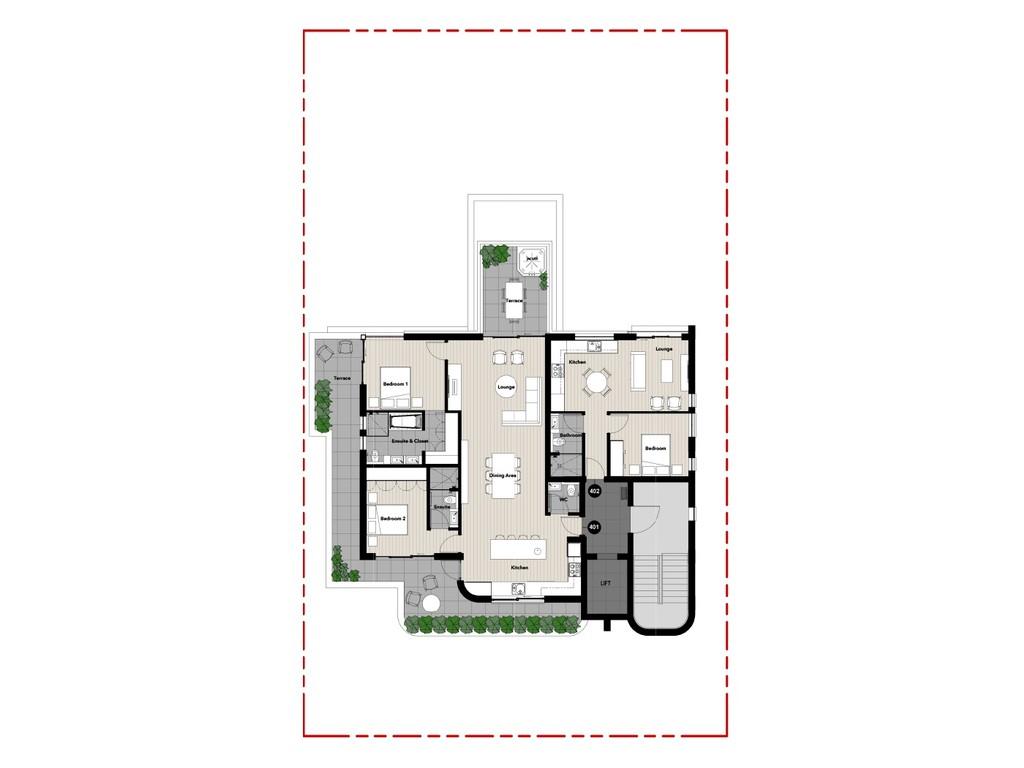 Terrace
Kitchen
Lounge
Terrace
Bedroom 1
Lounge
Bathroom
Ensuite & Closet
Bedroom
Dining Area
402
WC
Ensuite
Bedroom 2
401
Kitchen
LIFT